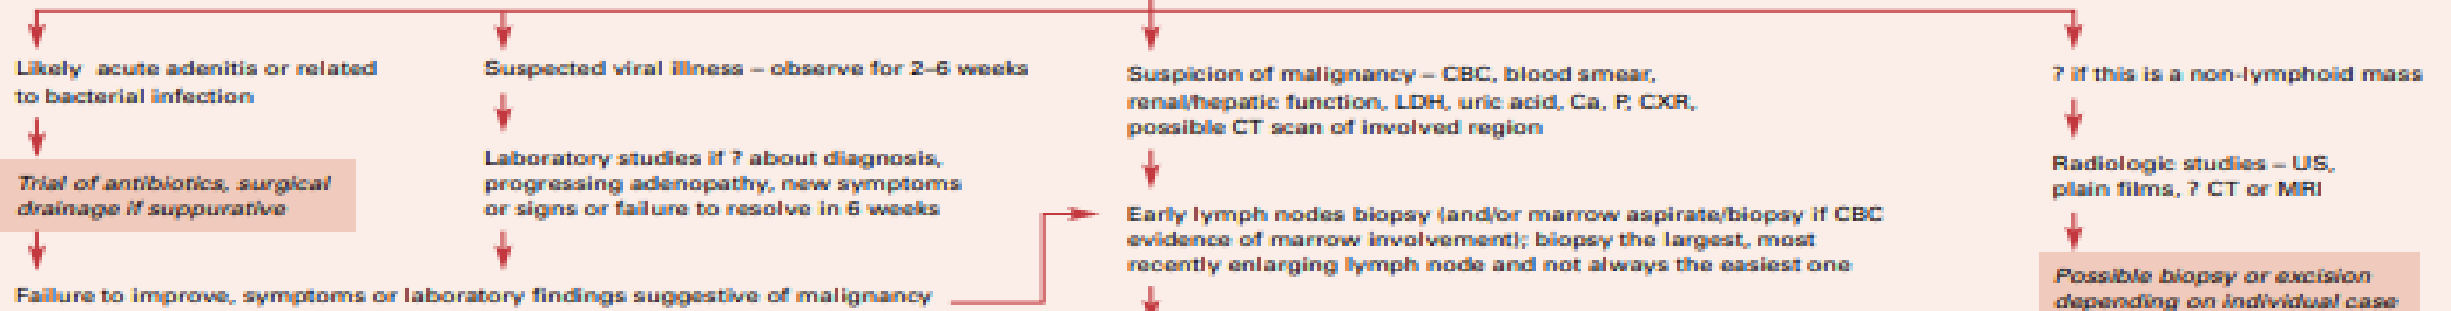 Likely acute adenitis or related
to bacterial infection
Trial of antibiotics, surgical
drainage if suppurative
Suspected viral illness – observe for 2–6 weeks
Laboratory studies if ? about diagnosis,
progressing adenopathy, new symptoms
or signs or failure to resolve in 6 weeks
Failure to improve, symptoms or laboratory findings suggestive of malignancy
Suspicion of malignancy – CBC, blood smear,
renal/hepatic function, LDH, uric acid, Ca, P, CXR,
possible CT scan of involved region
Early lymph nodes biopsy (and/or marrow aspirate/biopsy if CBC
evidence of marrow involvement); biopsy the largest, most
recently enlarging lymph node and not always the easiest one
? if this is a non-lymphoid mass
Radiologic studies – US,
plain films, ? CT or MRI
Possible biopsy or excision
depending on individual case